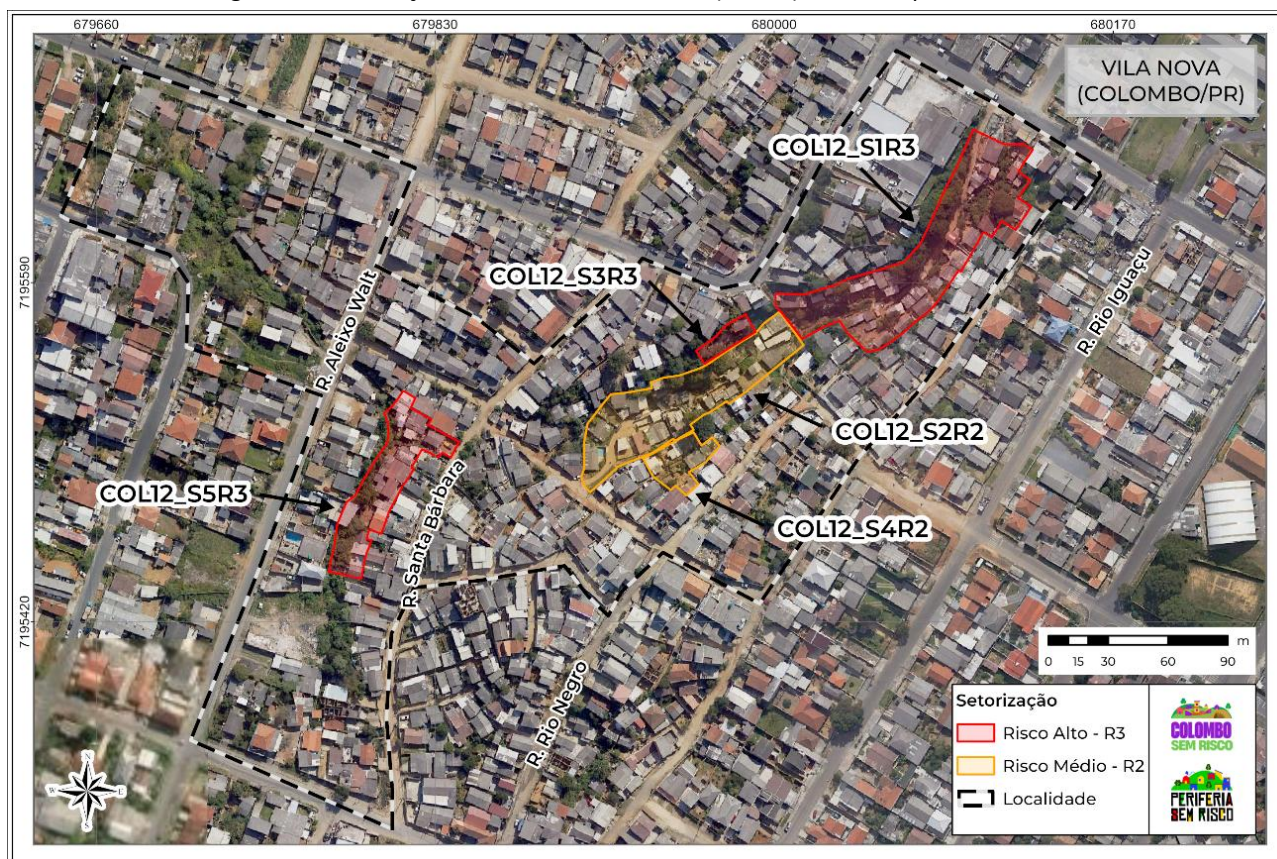 679660
679830
680000
680170
VILA NOVA
(COLOMBO/PR)
COL12_S1R3
7195590
COL12_S3R3
R. Rio Iguaçu
R. Aleixo Walt
COL12_S2R2
COL12_S5R3
R. Santa Bárbara
COL12_S4R2
7195420
R. Rio Negro
m
0 15 30 60 90
Setorização
Risco Alto - R3
Risco Médio - R2
Localidade
COLOMBO
SEM RISCO
PERIFERIA
SEM RISCO
N
W E
S